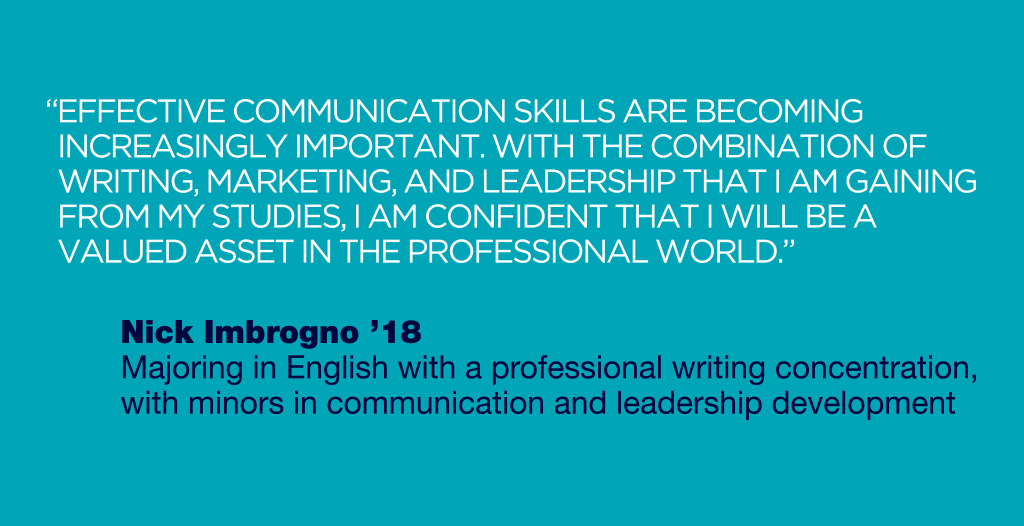 “EFFECTIVE COMMUNICATION SKILLS ARE BECOMING
INCREASINGLY IMPORTANT. WITH THE COMBINATION OF
WRITING, MARKETING, AND LEADERSHIP THAT I AM GAINING
FROM MY STUDIES, I AM CONFIDENT THAT I WILL BE A
VALUED ASSET IN THE PROFESSIONAL WORLD.”
Nick Imbrogno ’18
Majoring in English with a professional writing concentration,
with minors in communication and leadership development